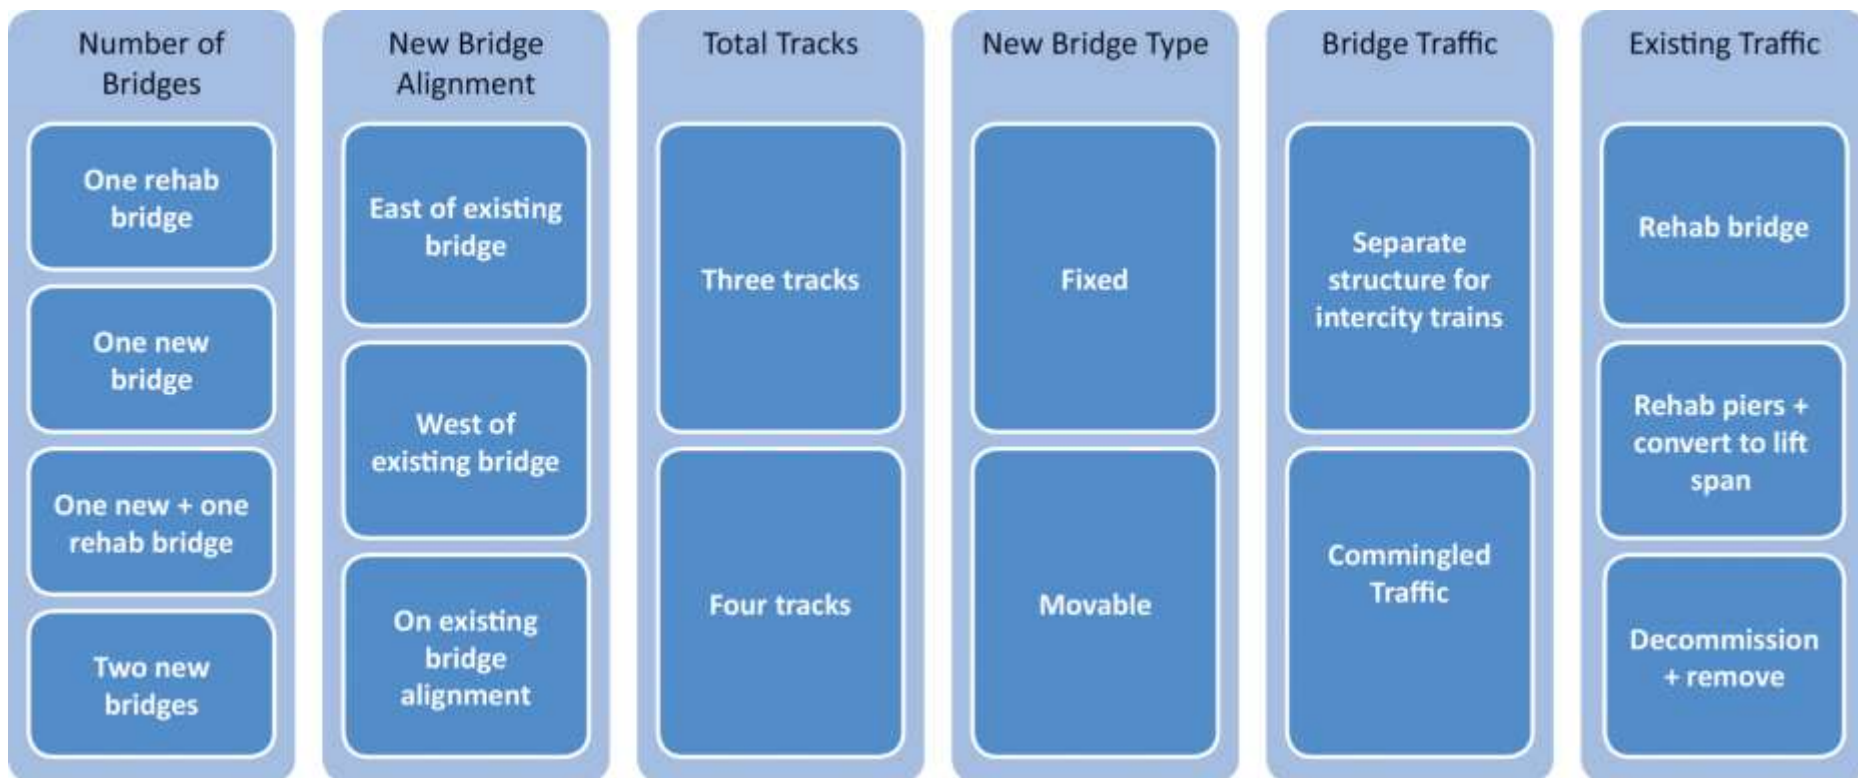 Number of
Bridges
One rehab
bridge
One new
bridge
One new + one
rehab bridge
Two new
bridges
New Bridge
Alignment
East of existing
bridge
West of
existing bridge
On existing
bridge
alignment
Total Tracks
Three tracks
Four tracks
New Bridge Type
Fixed
Movable
Bridge Traffic
Separate
structure for
intercity trains
Commingled
Traffic
Existing Traffic
Rehab bridge
Rehab piers +
convert to lift
span
Decommission
+ remove